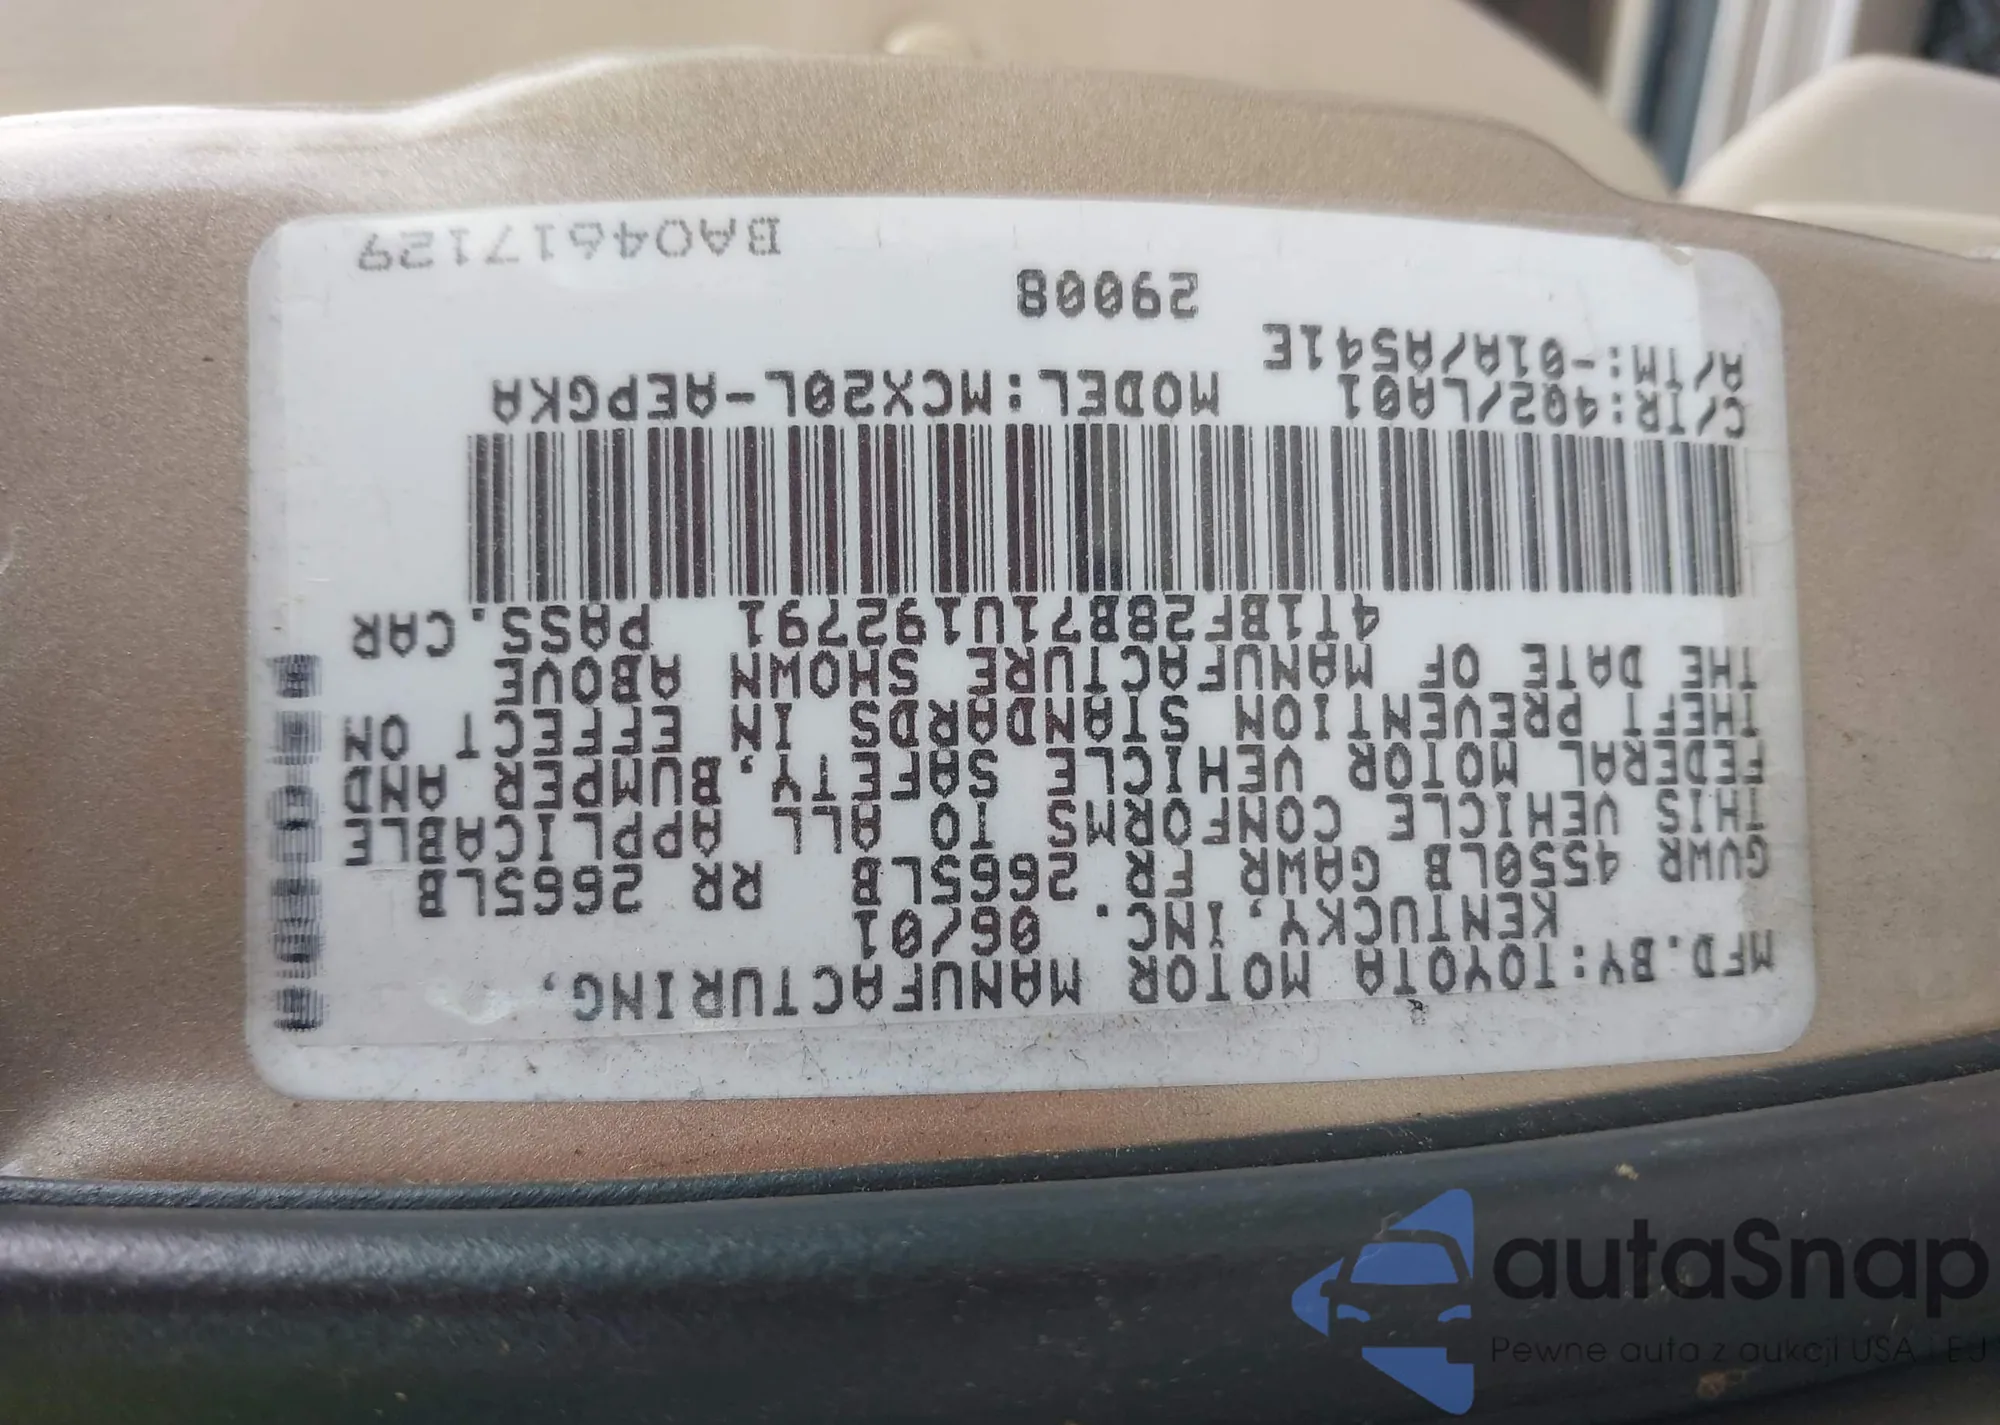 MFD.BY:TOYOTA MOTOR MANUFACTURING,
KENTUCKY,INC. 06/01
GVWR 4550LB GAWR FR 2665LB RR 2665LB
THIS VEHICLE CONFORMS TO ALL APPLICABLE
FEDERAL MOTOR VEHICLE SAFETY,BUMPER AND
THEFT PREVENTION STANDARDS IN EFFECT ON
THE DATE OF MANUFACTURE SHOWN ABOVE
4T1BF28B71U192791 PASS.CAR
C/TR:4Q2/LA01 MODEL:MCX20L-AEPGKA
A/TM:-01A/A541E
29008
BA04617129
autaSnap
Pewne auta z aukcji USA i EU